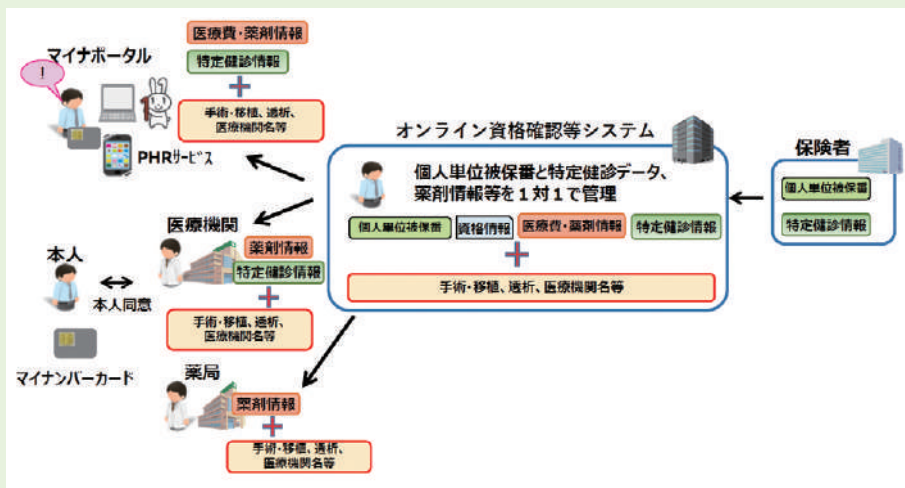 医療費・薬剤情報
マイナポータル
特定健診情報
!
手術・移植、透析、
医療機関名等
PHRサービス
オンライン資格確認等システム
個人単位被保番と特定健診データ、
薬剤情報等を1対1で管理
個人単位被保番
資格情報
医療費・薬剤情報
特定健診情報
手術・移植、透析、医療機関名等
保険者
個人単位被保番
特定健診情報
医療機関
薬剤情報
特定健診情報
手術・移植、透析、
医療機関名等
本人
本人同意
マイナンバーカード
薬局
薬剤情報
手術・移植、透析、
医療機関名等